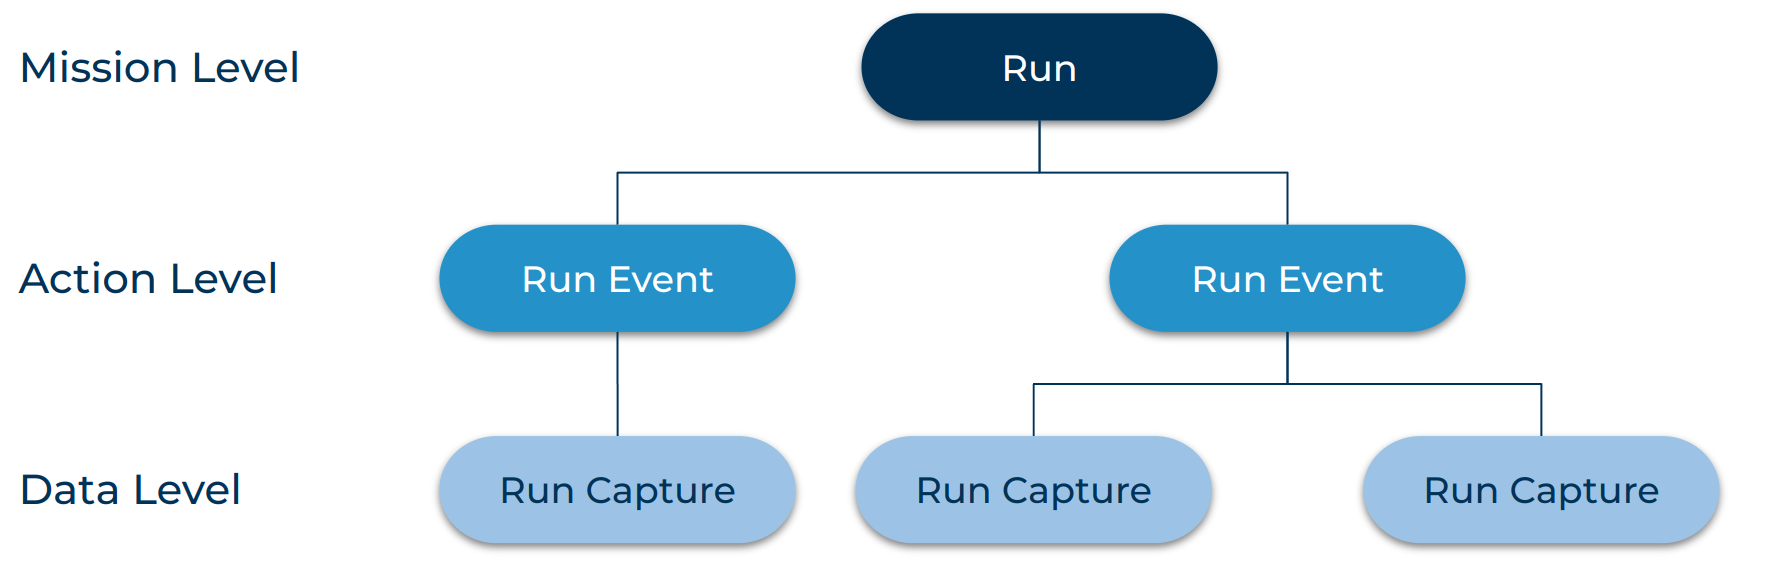 Mission Level
Run
Action Level
Run Event
Run Event
Data Level
Run Capture
Run Capture
Run Capture